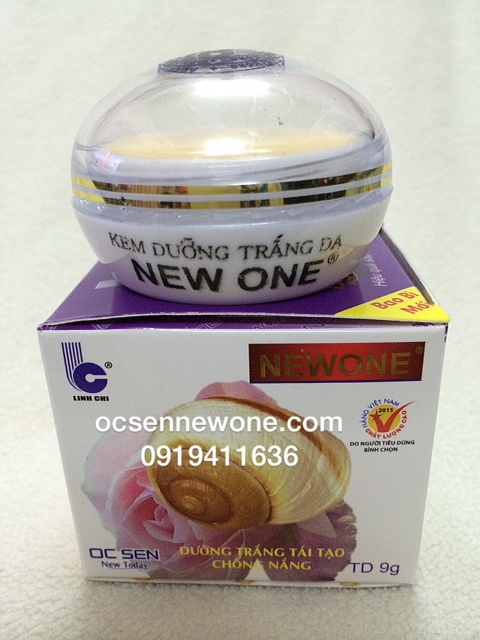 KEM DƯỠNG TRẮNG DA
NEW ONE®
Hiệu quả
Bao Bì
Mới
LINH CHI
NEWONE®
ocsennewone.com
0919411636
HÀNG VIỆT NAM
2015
CHẤT LƯỢNG CAO
DO NGƯỜI TIÊU DÙNG
BÌNH CHỌN
OC SEN
New Today
DƯỠNG TRẮNG TÁI TẠO
CHỐNG NẮNG
TD 9g